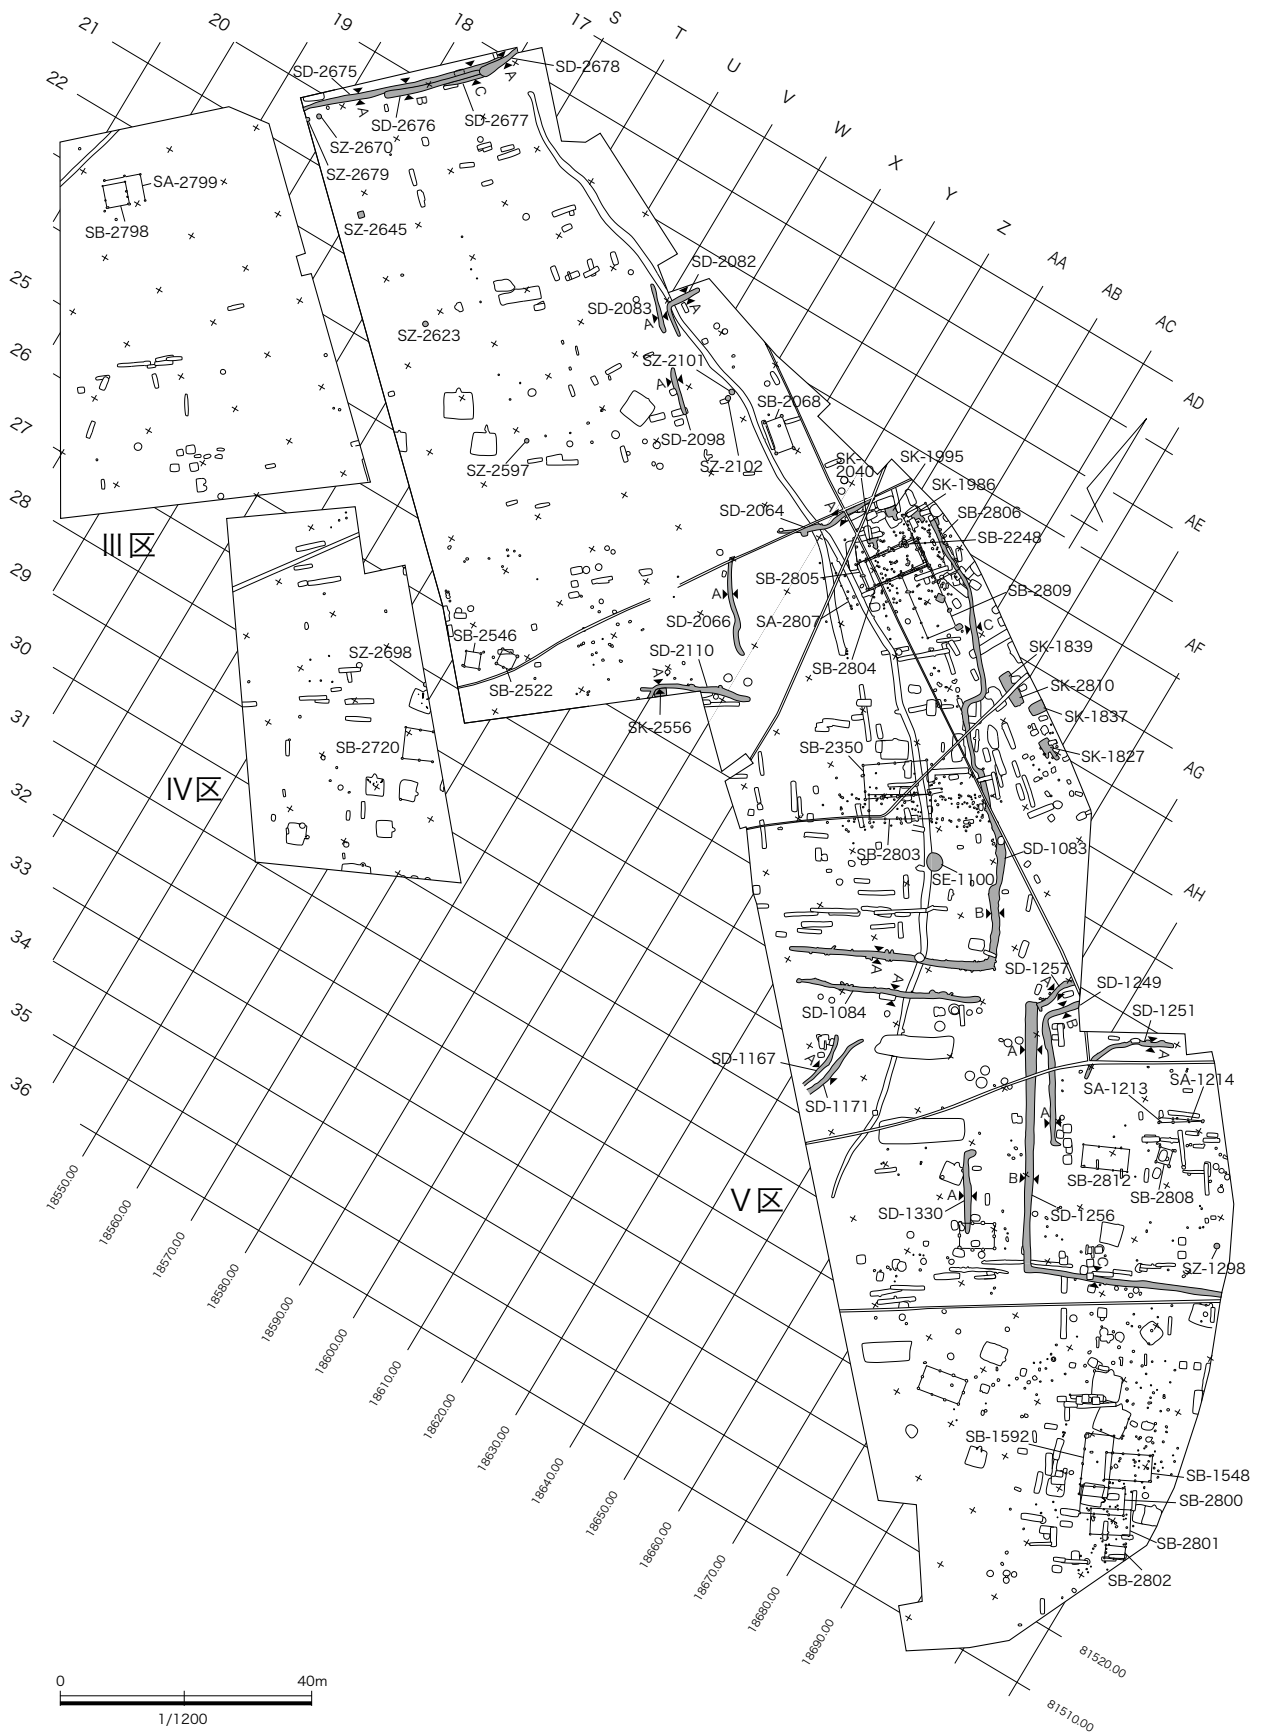 21
20
19
18
17
S
T
U
V
W
X
Y
Z
AA
AB
AC
AD
AE
AF
AG
AH
22
25
26
27
28
29
30
31
32
33
34
35
36
SD-2675
SD-2678
A
B
C
A
SD-2676
SD-2677
SZ-2670
SZ-2679
SA-2799
SB-2798
SZ-2645
SD-2082
SD-2083
A
A
SZ-2623
SZ-2101
A
SB-2068
SD-2098
SZ-2102
SZ-2597
SK-2040
SK-1995
SK-1986
SD-2064
A
SB-2806
SB-2248
SB-2805
SB-2809
A
SD-2066
SA-2807
C
SB-2546
SZ-2698
SD-2110
SB-2804
SK-1839
A
SB-2522
SK-2810
SK-2556
SK-1837
SB-2720
SB-2350
SK-1827
Ⅲ区
Ⅳ区
SB-2803
SD-1083
SE-1100
B
A
A
SD-1257
SD-1249
A
SD-1084
SD-1251
B
A
A
SD-1167
A
SD-1171
SA-1213
SA-1214
A
SB-2812
SB-2808
B
Ⅴ区
A
SD-1330
SD-1256
C
SZ-1298
SB-1592
SB-1548
SB-2800
SB-2801
SB-2802
18550.00
18560.00
18570.00
18580.00
18590.00
18600.00
18610.00
18620.00
18630.00
18640.00
18650.00
18660.00
18670.00
18680.00
18690.00
81520.00
81510.00
0
40m
1/1200